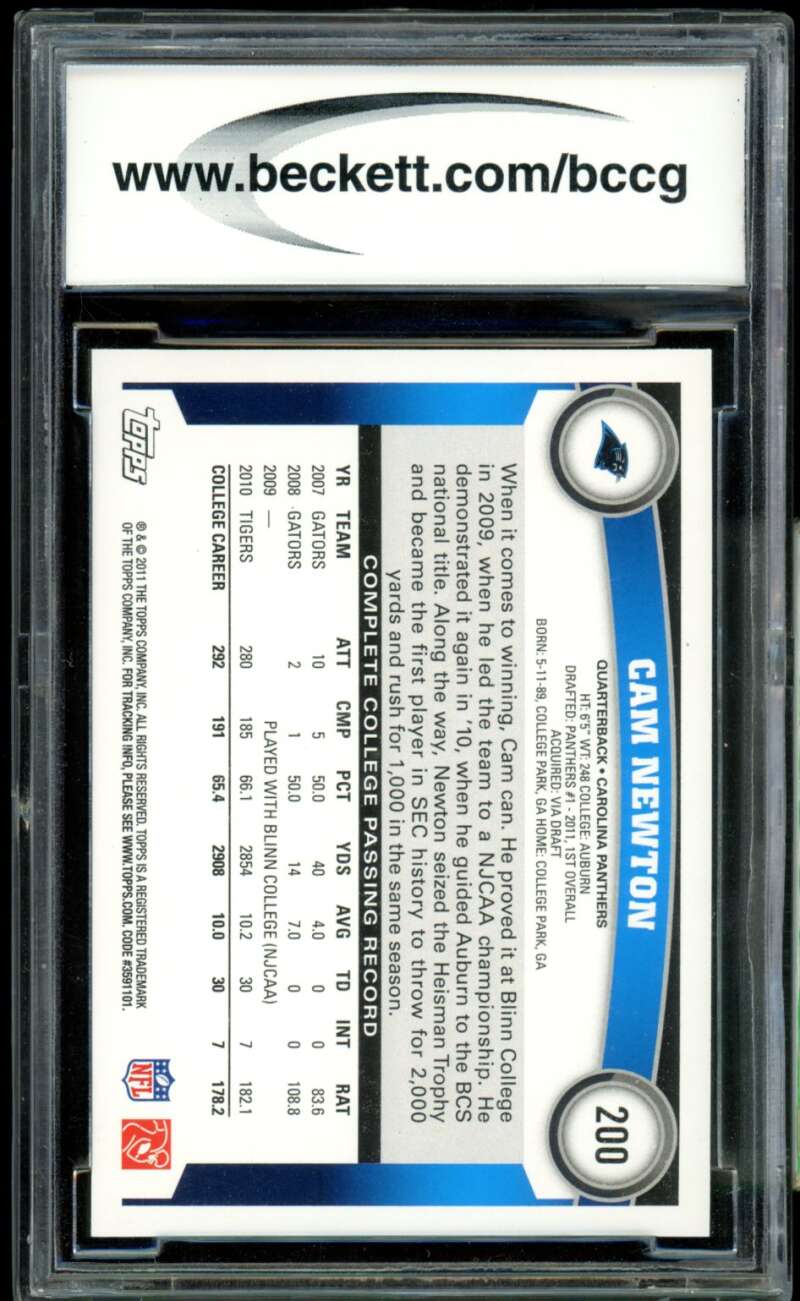 www.beckett.com/bccg
CAM NEWTON
200
QUARTERBACK • CAROLINA PANTHERS
HT: 6'5" WT: 248 COLLEGE: AUBURN
DRAFTED: PANTHERS #1 - 2011, 1ST OVERALL
ACQUIRED: VIA DRAFT
BORN: 5-11-89, COLLEGE PARK, GA HOME: COLLEGE PARK, GA
When it comes to winning, Cam can. He proved it at Blinn College
in 2009, when he led the team to a NJCAA championship. He
demonstrated it again in '10, when he guided Auburn to the BCS
national title. Along the way, Newton seized the Heisman Trophy
and became the first player in SEC history to throw for 2,000
yards and rush for 1,000 in the same season.
COMPLETE COLLEGE PASSING RECORD
YR TEAM ATT CMP PCT YDS AVG TD INT RAT
2007 GATORS 10 5 50.0 40 4.0 0 0 83.6
2008 GATORS 2 1 50.0 14 7.0 0 0 108.8
2009 — PLAYED WITH BLINN COLLEGE (NJCAA)
2010 TIGERS 280 185 66.1 2854 10.2 30 7 182.1
COLLEGE CAREER 292 191 65.4 2908 10.0 30 7 178.2
topps
® & © 2011 THE TOPPS COMPANY, INC. ALL RIGHTS RESERVED. TOPPS IS A REGISTERED TRADEMARK
OF THE TOPPS COMPANY, INC. FOR TRACKING INFO, PLEASE SEE WWW.TOPPS.COM. CODE #3591101.
NFL